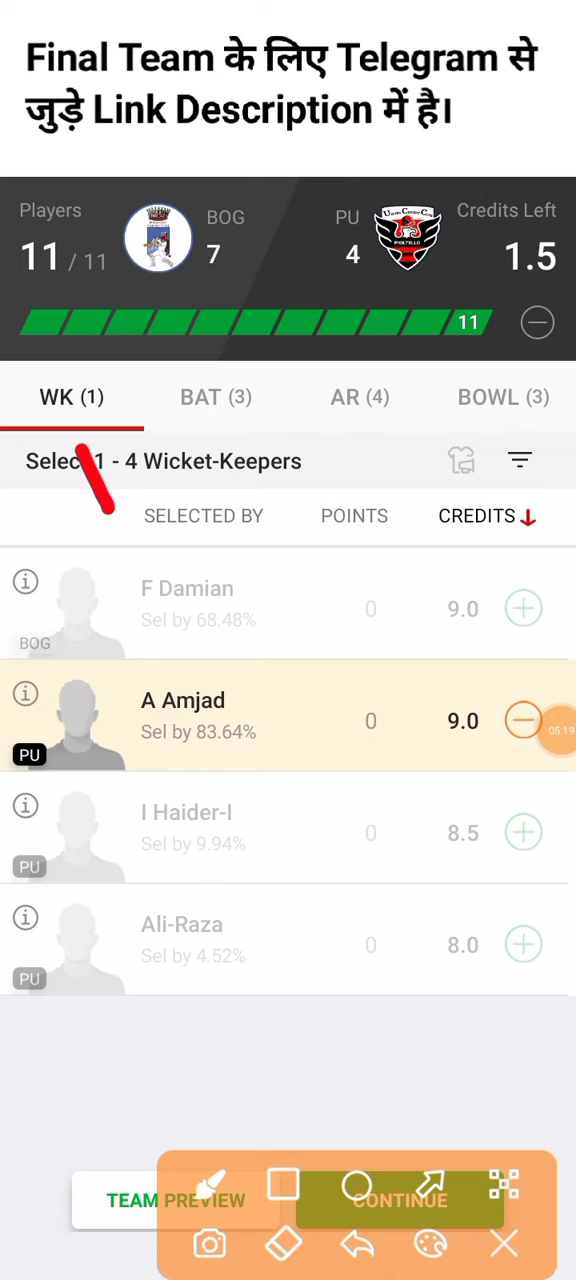 Final Team के लिए Telegram से
जुड़े Link Description में है।
Players
BOG
PU
Credits Left
11 / 11
7
4
1.5
11
WK (1)
BAT (3)
AR (4)
BOWL (3)
Select 1 - 4 Wicket-Keepers
SELECTED BY
POINTS
CREDITS
F Damian
Sel by 68.48%
0
9.0
BOG
A Amjad
Sel by 83.64%
0
9.0
05:19
PU
I Haider-I
Sel by 9.94%
0
8.5
PU
Ali-Raza
Sel by 4.52%
0
8.0
PU
TEAM PREVIEW
CONTINUE